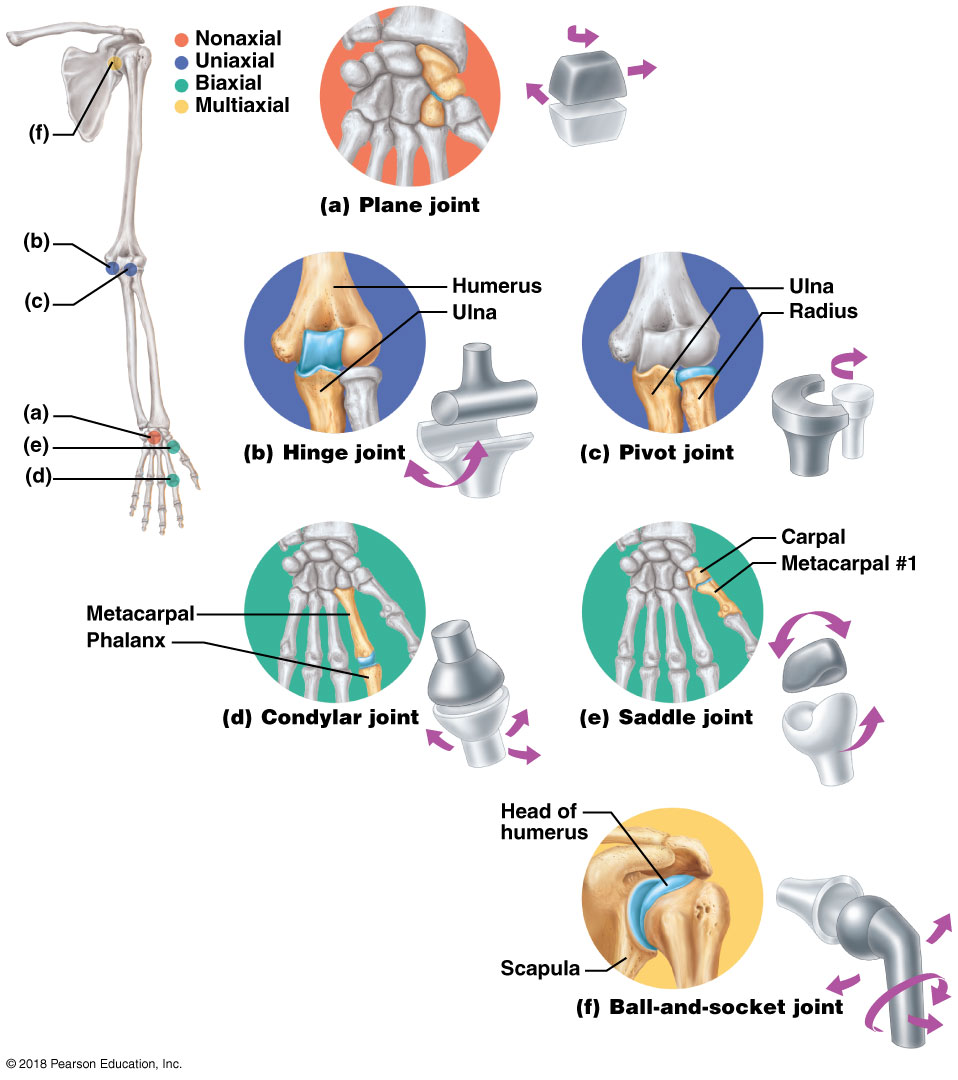 Nonaxial
Uniaxial
Biaxial
Multiaxial
(f)
(b)
(c)
(a)
(e)
(d)
(a) Plane joint
Humerus
Ulna
(b) Hinge joint
Ulna
Radius
(c) Pivot joint
Metacarpal
Phalanx
(d) Condylar joint
Carpal
Metacarpal #1
(e) Saddle joint
Head of
humerus
Scapula
(f) Ball-and-socket joint
© 2018 Pearson Education, Inc.